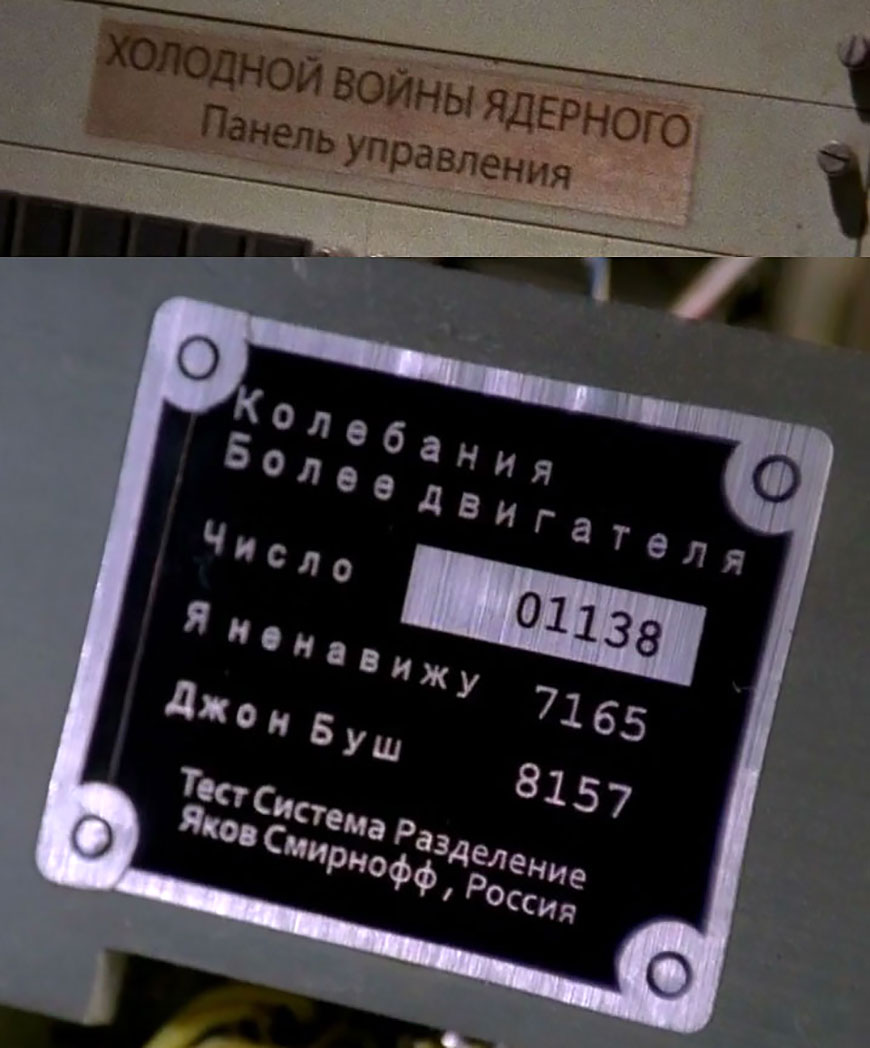 ХОЛОДНОЙ ВОЙНЫ ЯДЕРНОГО
Панель управления
Колебания
Более двигателя
Число 01138
Я ненавижу 7165
Джон Буш 8157
Тест Система Разделение
Яков Смирнофф, Россия